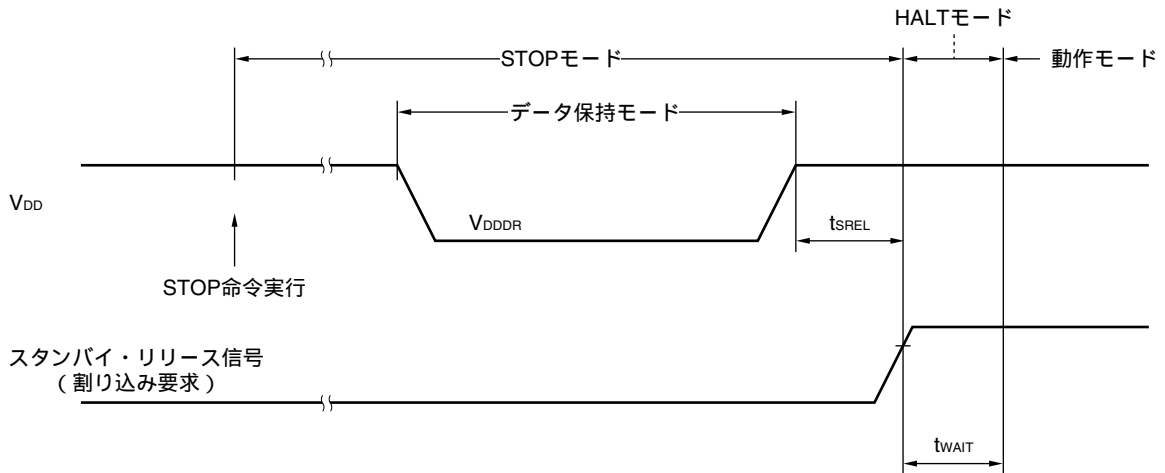 HALTモード
STOPモード
動作モード
データ保持モード
VDD
VDDDR
tSREL
STOP命令実行
スタンバイ・リリース信号
（割り込み要求）
tWAIT